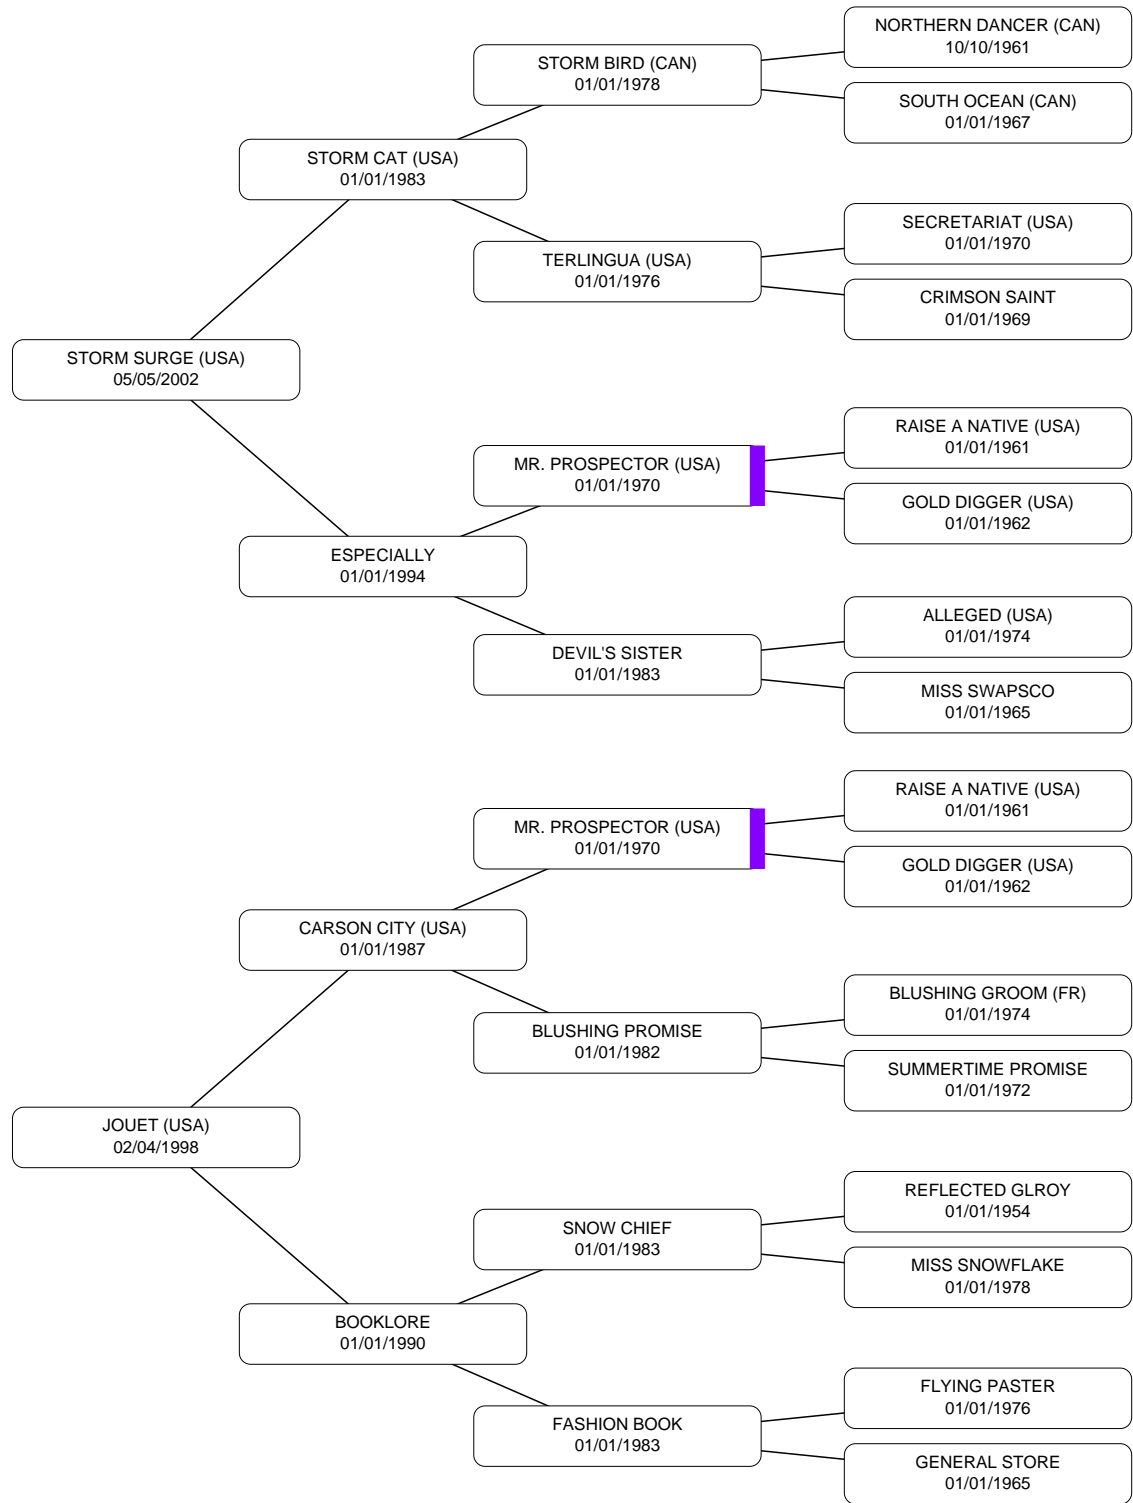 NORTHERN DANCER (CAN)
10/10/1961
STORM BIRD (CAN)
01/01/1978
SOUTH OCEAN (CAN)
01/01/1967
STORM CAT (USA)
01/01/1983
SECRETARIAT (USA)
01/01/1970
TERLINGUA (USA)
01/01/1976
CRIMSON SAINT
01/01/1969
STORM SURGE (USA)
05/05/2002
RAISE A NATIVE (USA)
01/01/1961
MR. PROSPECTOR (USA)
01/01/1970
GOLD DIGGER (USA)
01/01/1962
ESPECIALLY
01/01/1994
ALLEGED (USA)
01/01/1974
DEVIL'S SISTER
01/01/1983
MISS SWAPSCO
01/01/1965
RAISE A NATIVE (USA)
01/01/1961
MR. PROSPECTOR (USA)
01/01/1970
GOLD DIGGER (USA)
01/01/1962
CARSON CITY (USA)
01/01/1987
BLUSHING GROOM (FR)
01/01/1974
BLUSHING PROMISE
01/01/1982
SUMMERTIME PROMISE
01/01/1972
JOUET (USA)
02/04/1998
REFLECTED GLROY
01/01/1954
SNOW CHIEF
01/01/1983
MISS SNOWFLAKE
01/01/1978
BOOKLORE
01/01/1990
FLYING PASTER
01/01/1976
FASHION BOOK
01/01/1983
GENERAL STORE
01/01/1965